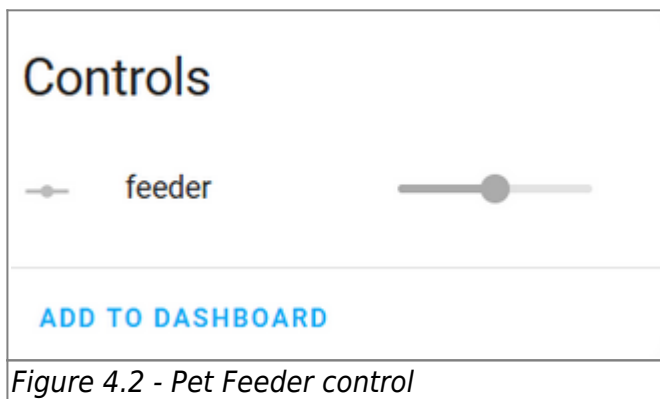 Controls
feeder
ADD TO DASHBOARD
Figure 4.2 - Pet Feeder control